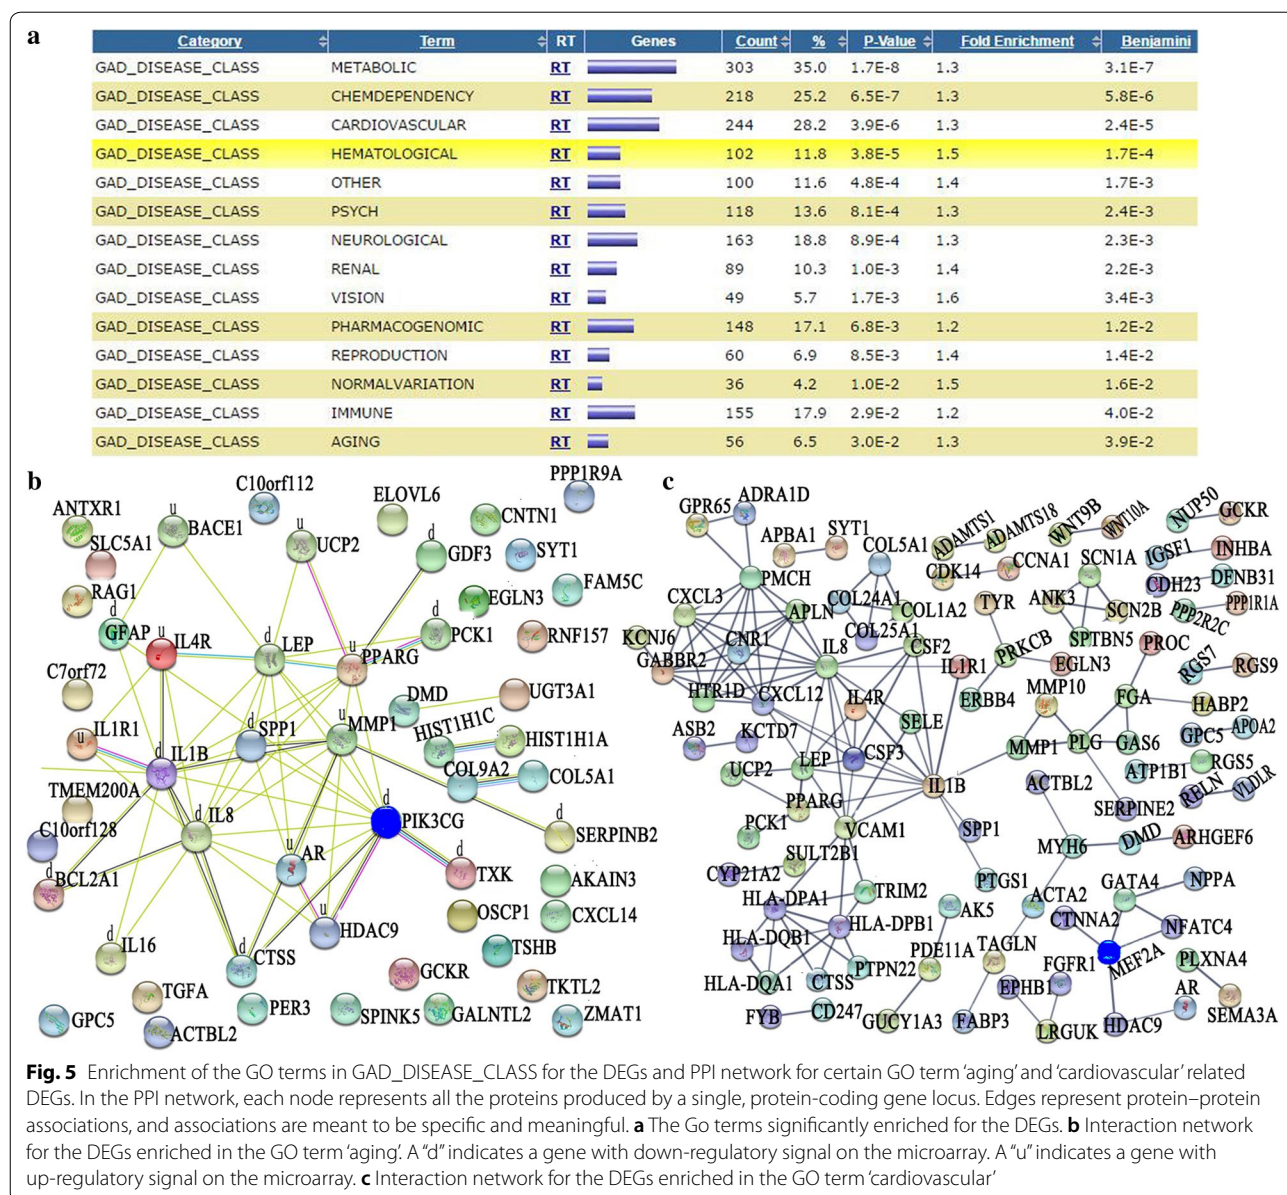 a
Category Term RT Genes Count % P-Value Fold Enrichment Benjamini
GAD_DISEASE_CLASS METABOLIC RT 303 35.0 1.7E-8 1.3 3.1E-7
GAD_DISEASE_CLASS CHEMDEPENDENCY RT 218 25.2 6.5E-7 1.3 5.8E-6
GAD_DISEASE_CLASS CARDIOVASCULAR RT 244 28.2 3.9E-6 1.3 2.4E-5
GAD_DISEASE_CLASS HEMATOLOGICAL RT 102 11.8 3.8E-5 1.5 1.7E-4
GAD_DISEASE_CLASS OTHER RT 100 11.6 4.8E-4 1.4 1.7E-3
GAD_DISEASE_CLASS PSYCH RT 118 13.6 8.1E-4 1.3 2.4E-3
GAD_DISEASE_CLASS NEUROLOGICAL RT 163 18.8 8.9E-4 1.3 2.3E-3
GAD_DISEASE_CLASS RENAL RT 89 10.3 1.0E-3 1.4 2.2E-3
GAD_DISEASE_CLASS VISION RT 49 5.7 1.7E-3 1.6 3.4E-3
GAD_DISEASE_CLASS PHARMACOGENOMIC RT 148 17.1 6.8E-3 1.2 1.2E-2
GAD_DISEASE_CLASS REPRODUCTION RT 60 6.9 8.5E-3 1.4 1.4E-2
GAD_DISEASE_CLASS NORMALVARIATION RT 36 4.2 1.0E-2 1.5 1.6E-2
GAD_DISEASE_CLASS IMMUNE RT 155 17.9 2.9E-2 1.2 4.0E-2
GAD_DISEASE_CLASS AGING RT 56 6.5 3.0E-2 1.3 3.9E-2
b
C10orf112
ELOVL6
PPP1R9A
ANTXR1
u
BACE1
u
UCP2
d
GDF3
CNTN1
SYT1
SLC5A1
RAG1
EGLN3
FAM5C
d
GFAP
u
IL4R
d
LEP
u
PPARG
d
PCK1
RNF157
C7orf72
DMD
UGT3A1
IL1R1
u
d
IL1B
d
SPP1
u
MMP1
HIST1H1C
HIST1H1A
TMEM200A
COL9A2
COL5A1
C10orf128
d
IL8
d
PIK3CG
d
SERPINB2
d
BCL2A1
u
AR
d
TXK
AKAIN3
OSCP1
CXCL14
d
IL16
d
CTSS
u
HDAC9
TSHB
GCKR
TKTL2
TGFA
PER3
SPINK5
GALNTL2
ZMAT1
GPC5
ACTBL2
c
GPR65
ADRA1D
APBA1
SYT1
COL5A1
ADAMTS1
ADAMTS18
WNT9B
WNT10A
NUP50
GCKR
CDK14
CCNA1
SCN1A
IGSF1
INHBA
PMCH
CXCL3
APLN
COL24A1
COL1A2
TYR
ANK3
SCN2B
CDH23
DFNB31
PPP2R2C
PPP1R1A
KCNJ6
CNR1
IL8
COL25A1
CSF2
PRKCB
SPTBN5
PROC
GABBR2
IL1R1
EGLN3
RGS7
RGS9
HTR1D
CXCL12
IL4R
ERBB4
MMP10
FGA
HABP2
ASB2
KCTD7
SELE
CSF3
MMP1
PLG
GAS6
GPC5
APOA2
UCP2
LEP
IL1B
ACTBL2
ATP1B1
RGS5
PPARG
SERPINE2
RELN
VLDLR
PCK1
VCAM1
SPP1
MYH6
DMD
ARHGEF6
SULT2B1
CYP21A2
PTGS1
HLA-DPA1
TRIM2
AK5
ACTA2
GATA4
NPPA
HLA-DPB1
CTNNA2
NFATC4
HLA-DQB1
PDE11A
TAGLN
MEF2A
PLXNA4
HLA-DQA1
CTSS
PTPN22
EPHB1
FGFR1
AR
SEMA3A
FYB
CD247
GUCY1A3
FABP3
LRGUK
HDAC9
Fig. 5 Enrichment of the GO terms in GAD_DISEASE_CLASS for the DEGs and PPI network for certain GO term ‘aging’ and ‘cardiovascular’ related
DEGs. In the PPI network, each node represents all the proteins produced by a single, protein-coding gene locus. Edges represent protein–protein
associations, and associations are meant to be specific and meaningful. a The Go terms significantly enriched for the DEGs. b Interaction network
for the DEGs enriched in the GO term ‘aging’. A “d” indicates a gene with down-regulatory signal on the microarray. A “u” indicates a gene with
up-regulatory signal on the microarray. c Interaction network for the DEGs enriched in the GO term ‘cardiovascular’